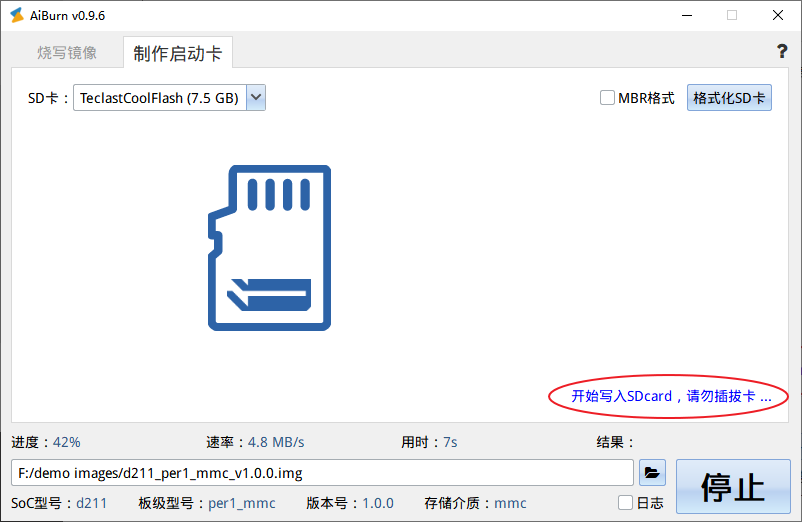 AiBurn v0.9.6
烧写镜像 制作启动卡 ?
SD卡： TeclastCoolFlash (7.5 GB) MBR格式 格式化SD卡
开始写入SDcard，请勿插拔卡 ...
进度：42% 速率：4.8 MB/s 用时：7s 结果：
F:/demo images/d211_per1_mmc_v1.0.0.img 停止
SoC型号：d211 板级型号：per1_mmc 版本号：1.0.0 存储介质：mmc 日志